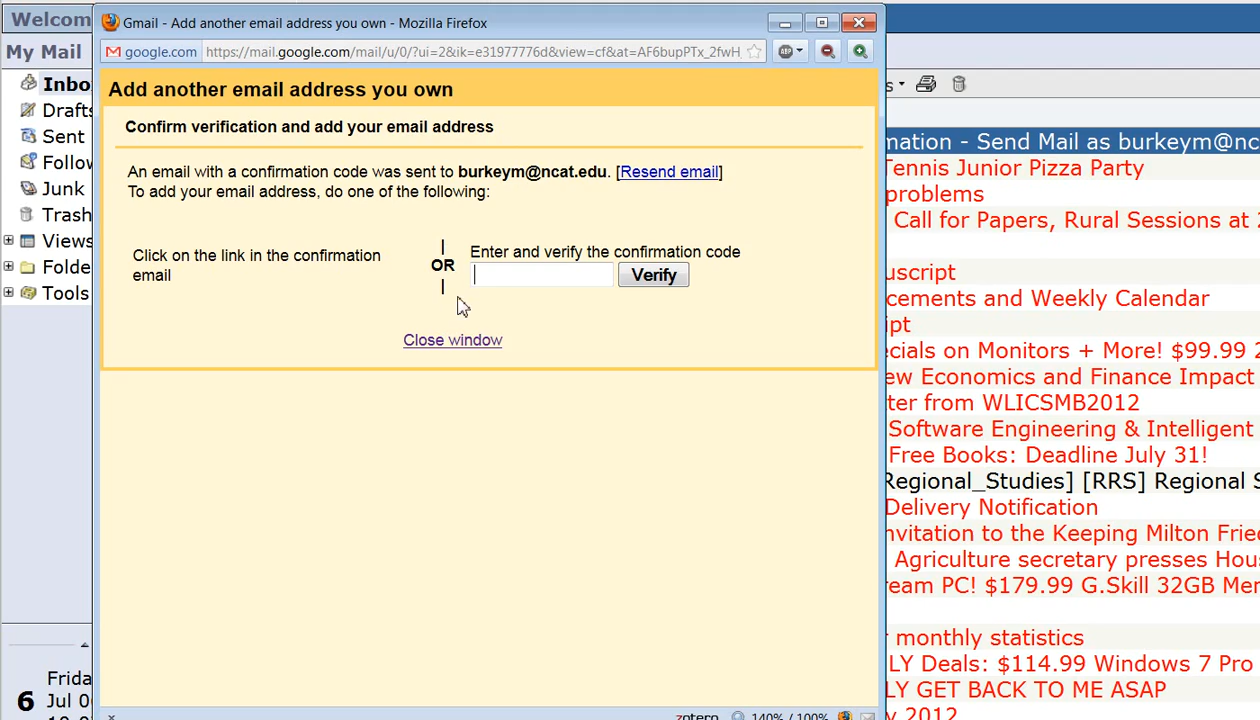 Welcom
Gmail - Add another email address you own - Mozilla Firefox
My Mail
google.com
https://mail.google.com/mail/u/0/?ui=2&ik=e31977776d&view=cf&at=AF6bupPTx_2fwH
ABP
Inbo
Drafts
Sent
Follow
Junk
Trash
Views
Folde
Tools
Add another email address you own
Confirm verification and add your email address
An email with a confirmation code was sent to burkeym@ncat.edu. [Resend email]
To add your email address, do one of the following:
Click on the link in the confirmation
email
OR
Enter and verify the confirmation code
Verify
Close window
s
mation - Send Mail as burkeym@nc
Tennis Junior Pizza Party
problems
Call for Papers, Rural Sessions at 2
uscript
cements and Weekly Calendar
ipt
ecials on Monitors + More! $99.99 2
ew Economics and Finance Impact
ter from WLICSMB2012
Software Engineering & Intelligent
Free Books: Deadline July 31!
Regional_Studies] [RRS] Regional S
Delivery Notification
nvitation to the Keeping Milton Frie
Agriculture secretary presses Hou
eam PC! $179.99 G.Skill 32GB Mer
r monthly statistics
LY Deals: $114.99 Windows 7 Pro
LY GET BACK TO ME ASAP
y 2012
Frida
6
Jul 0
x
zotero
140% / 100%